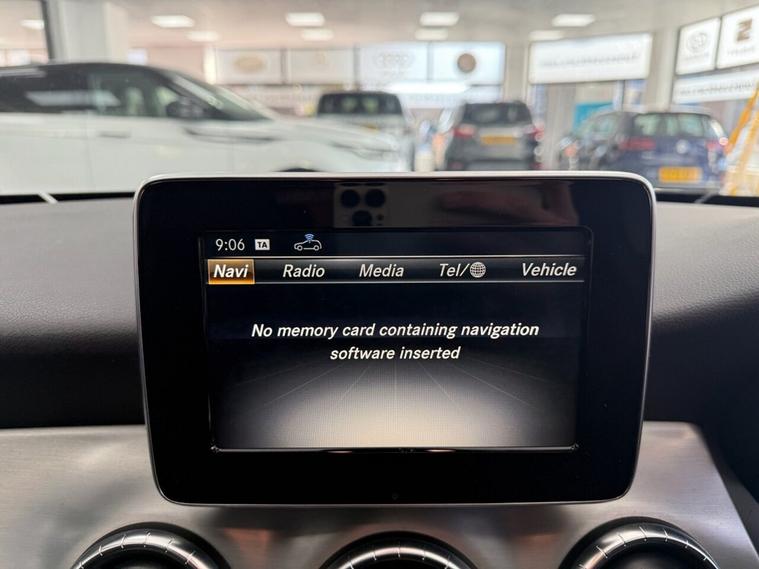 9:06 TA
Navi Radio Media Tel/ Vehicle
No memory card containing navigation
software inserted